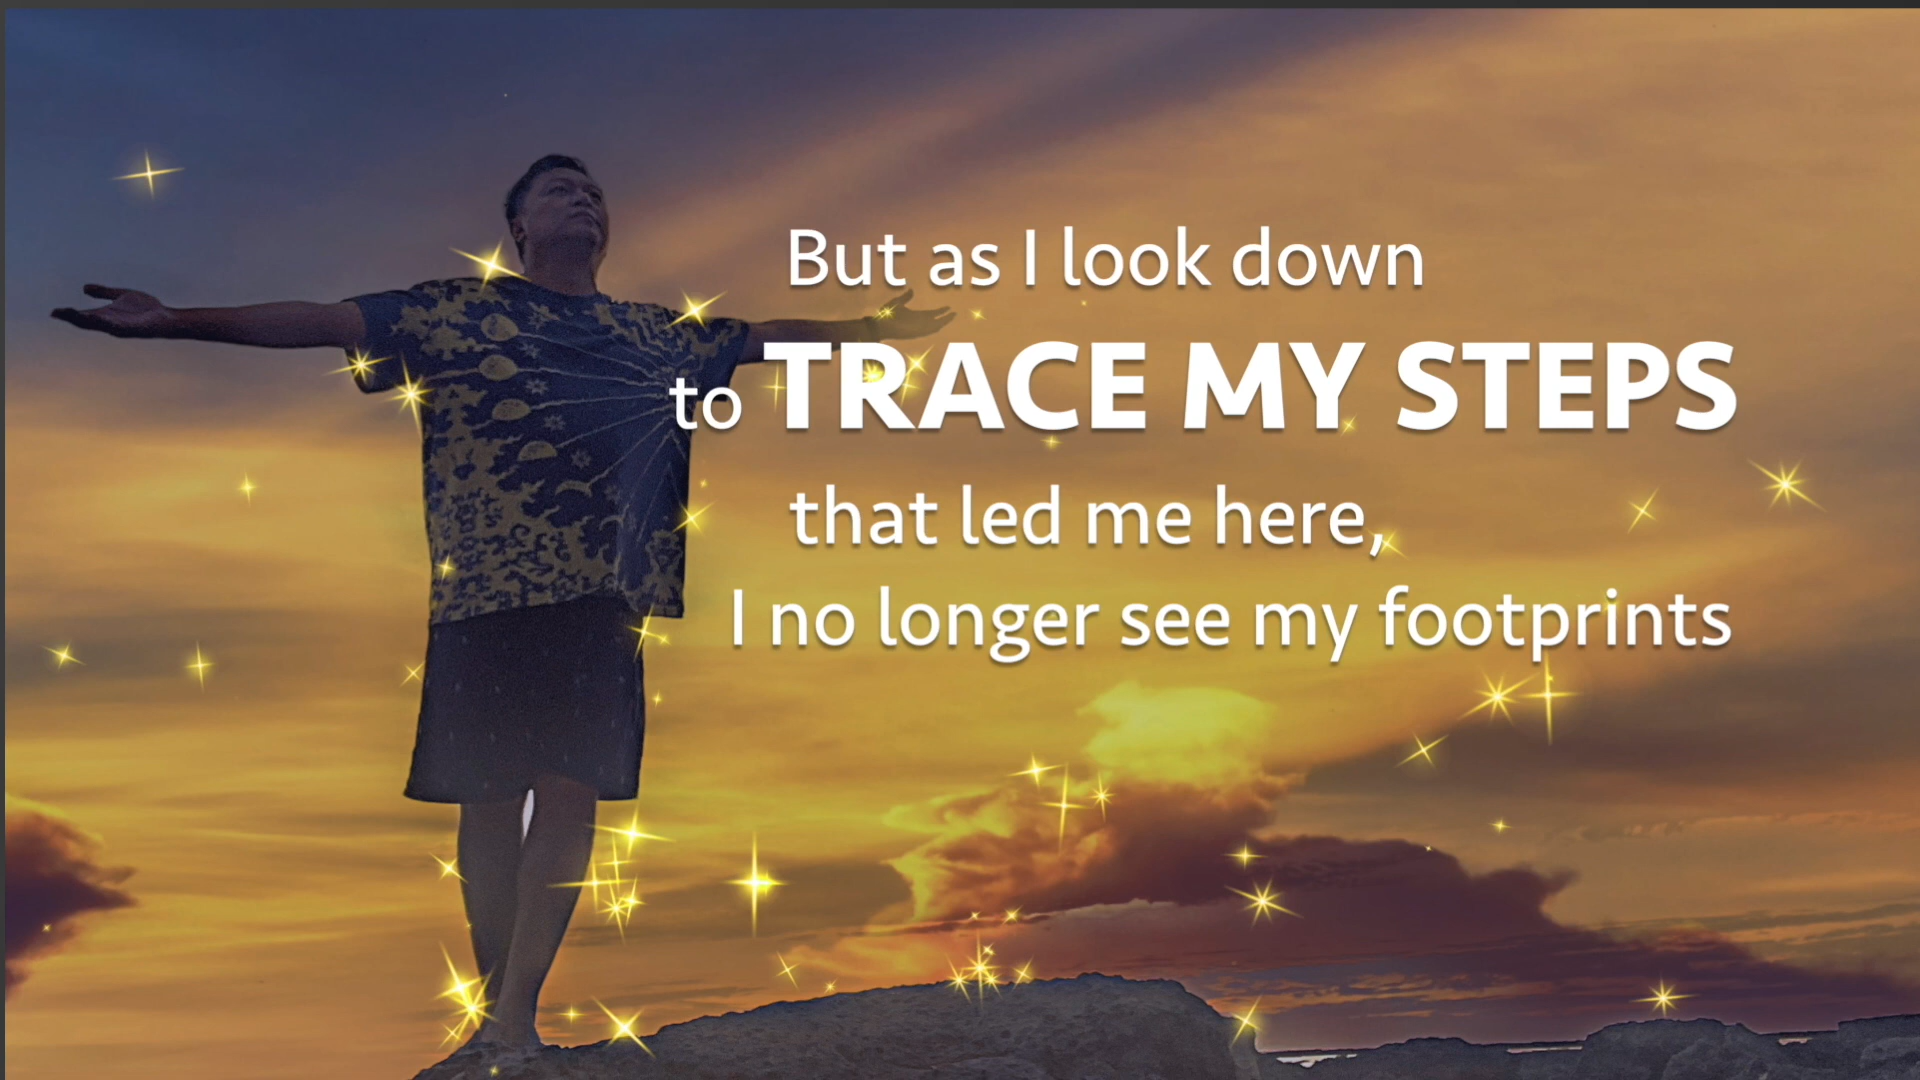 But as I look down
to TRACE MY STEPS
that led me here,
I no longer see my footprints